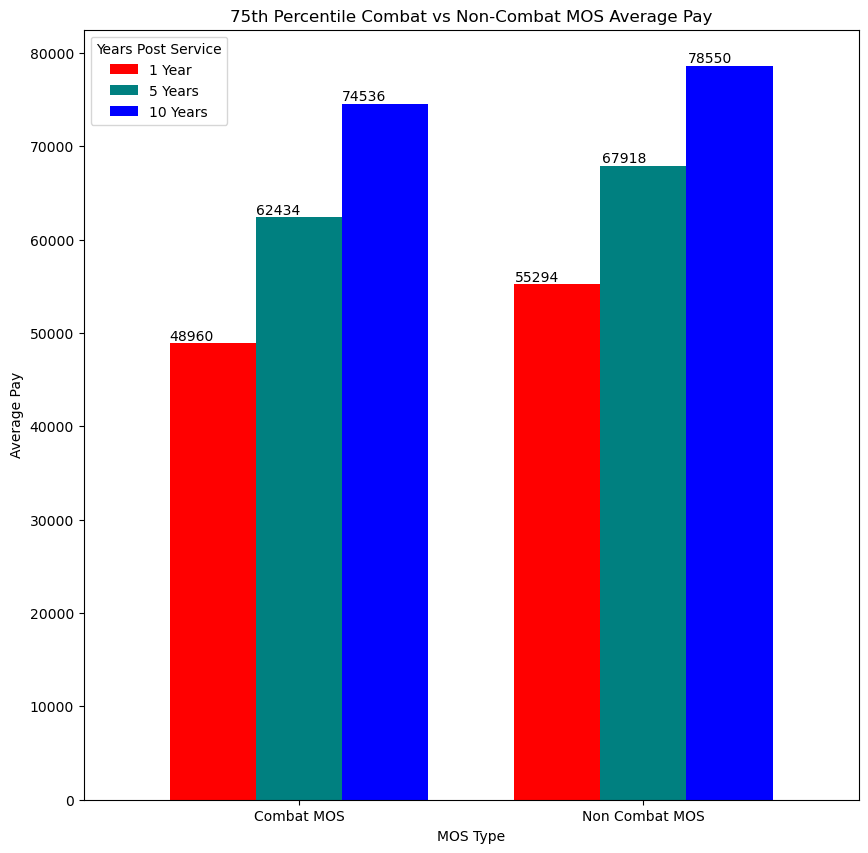 75th Percentile Combat vs Non-Combat MOS Average Pay
Years Post Service
1 Year
5 Years
10 Years
80000
70000
60000
50000
40000
30000
20000
10000
0
Average Pay
48960
62434
74536
55294
67918
78550
Combat MOS
Non Combat MOS
MOS Type